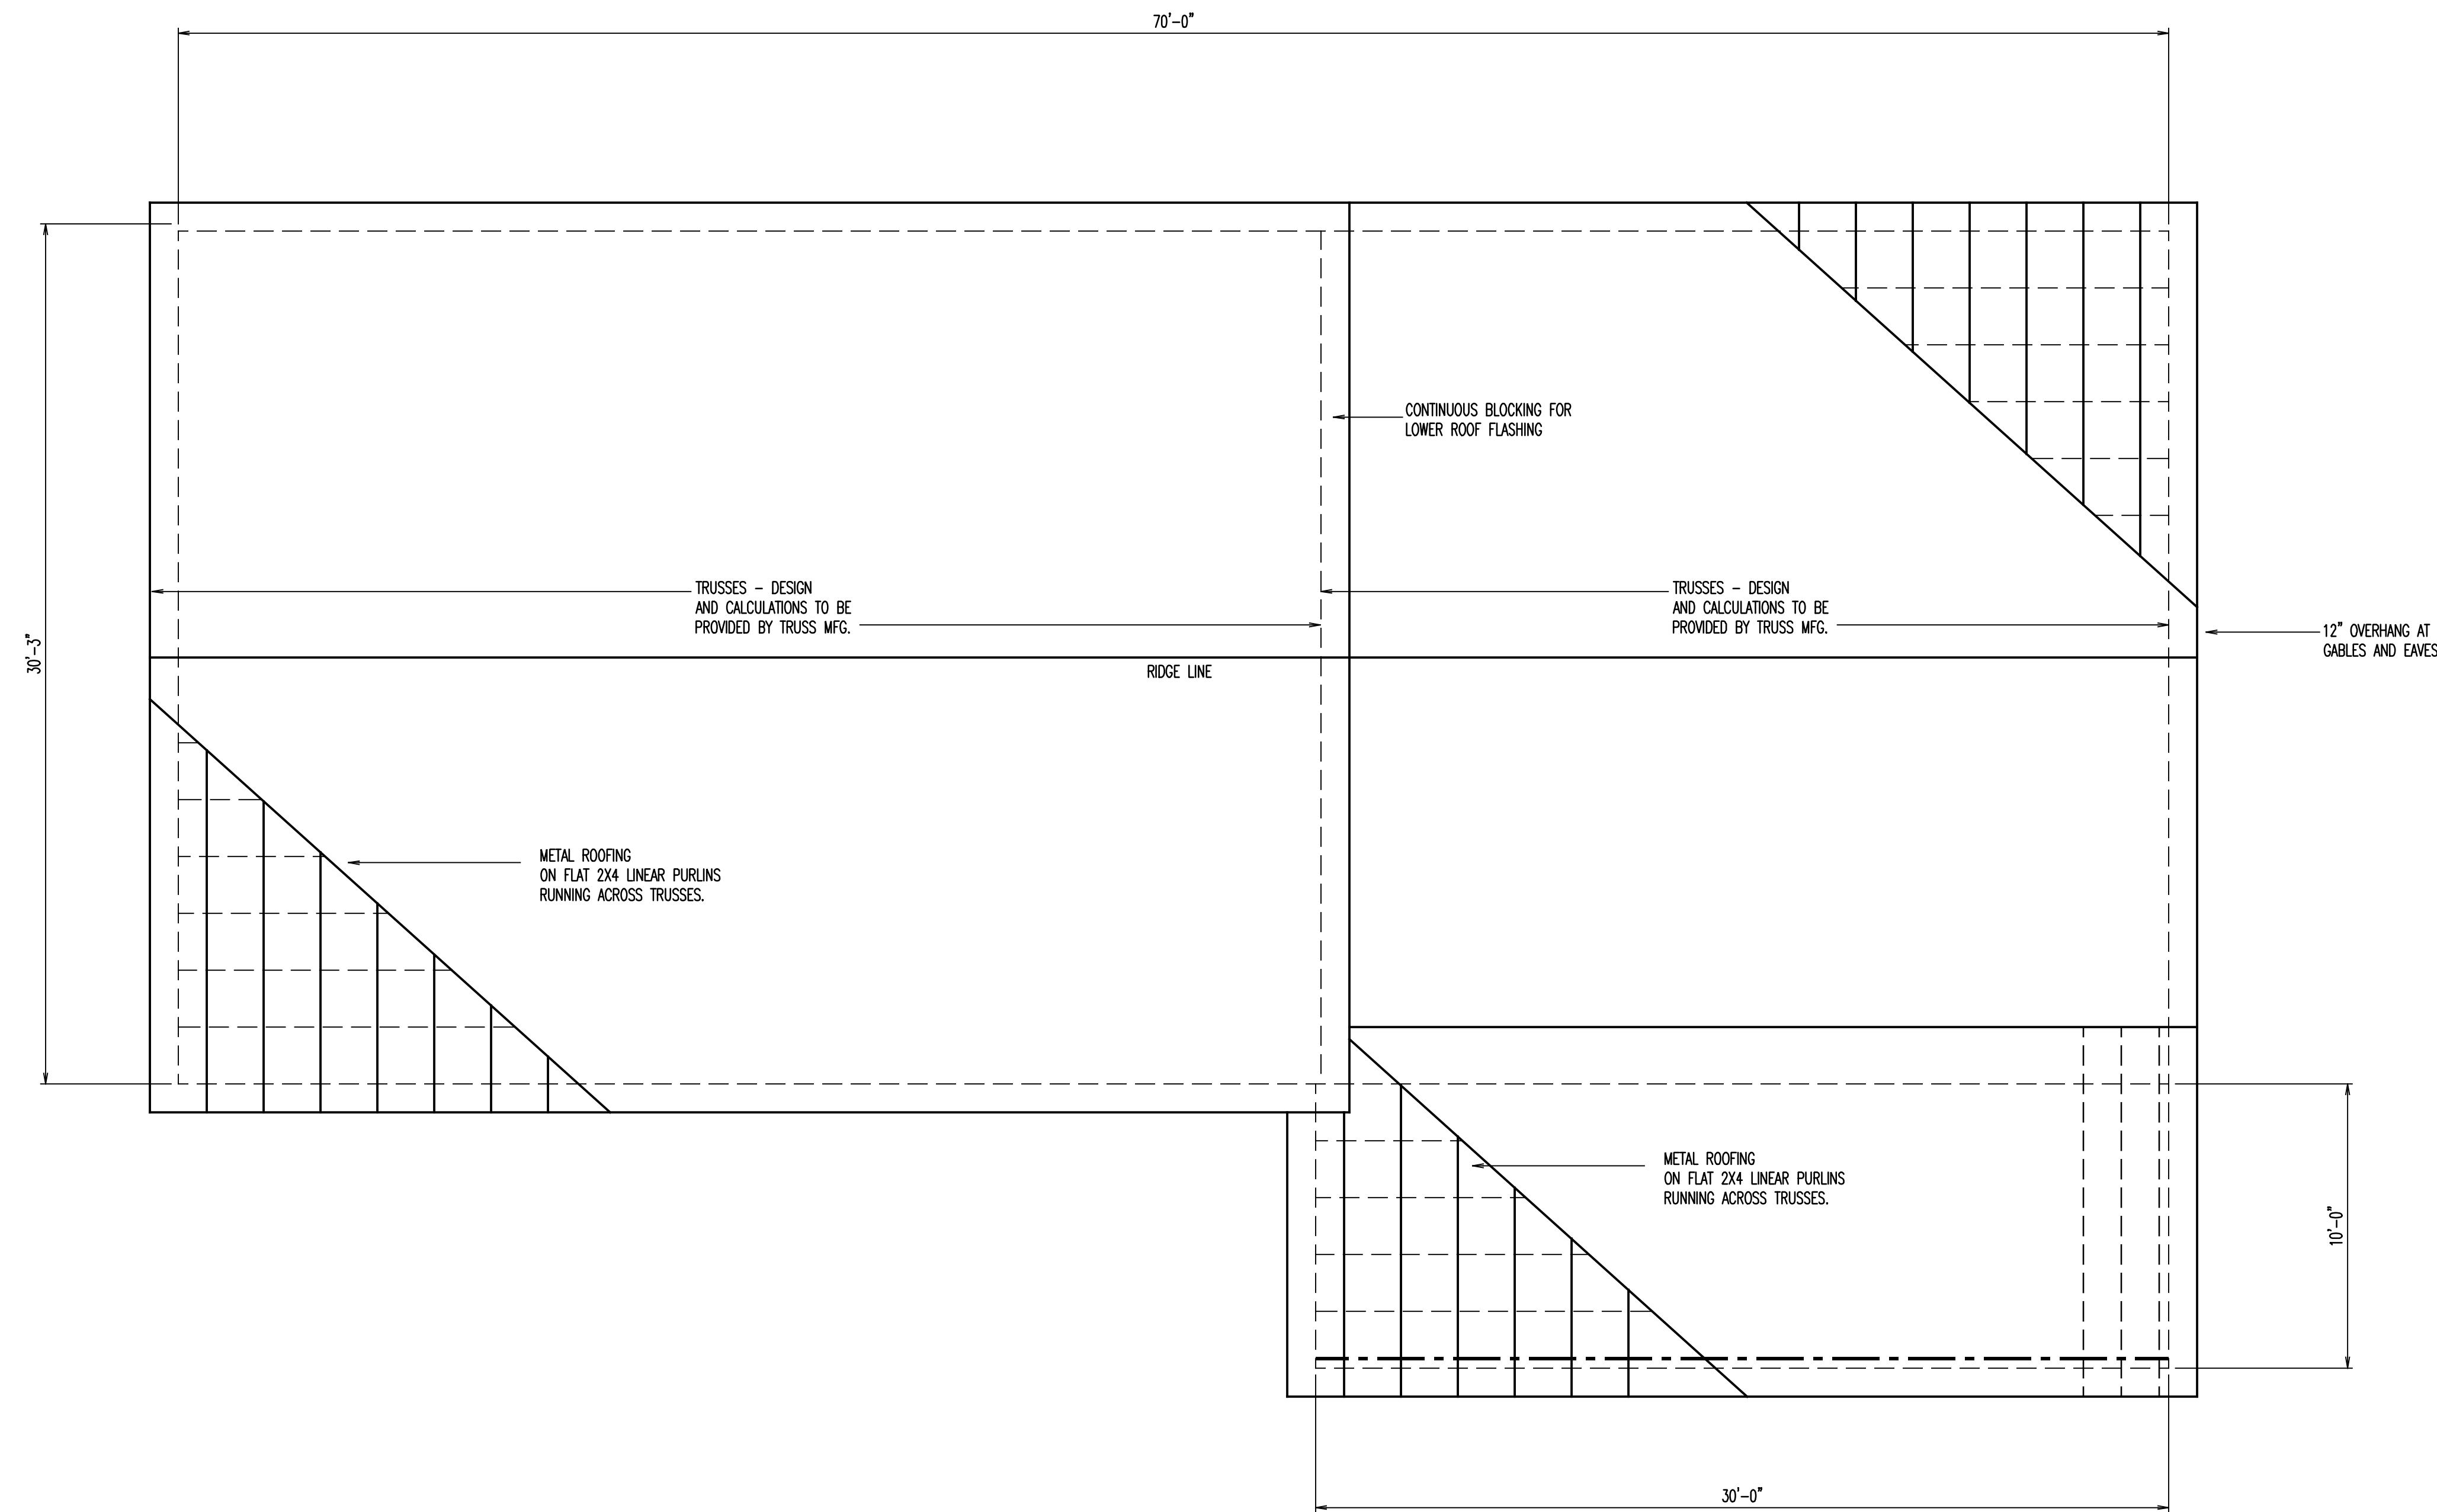 70'-0"
CONTINUOUS BLOCKING FOR
LOWER ROOF FLASHING
TRUSSES - DESIGN
AND CALCULATIONS TO BE
PROVIDED BY TRUSS MFG.
TRUSSES - DESIGN
AND CALCULATIONS TO BE
PROVIDED BY TRUSS MFG.
12" OVERHANG AT
GABLES AND EAVES
30'-3"
RIDGE LINE
METAL ROOFING
ON FLAT 2X4 LINEAR PURLINS
RUNNING ACROSS TRUSSES.
METAL ROOFING
ON FLAT 2X4 LINEAR PURLINS
RUNNING ACROSS TRUSSES.
10'-0"
30'-0"